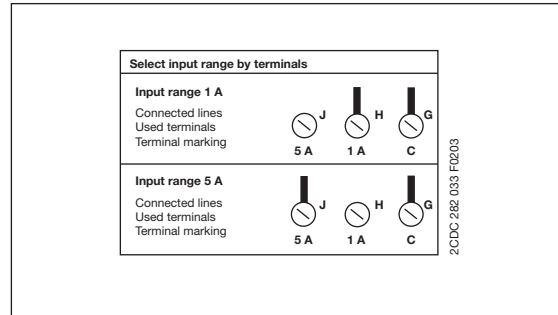 Select input range by terminals
Input range 1 A
Connected lines
Used terminals
Terminal marking
J H G
5 A 1 A C
Input range 5 A
Connected lines
Used terminals
Terminal marking
J H G
5 A 1 A C
2CDC 282 033 F0203